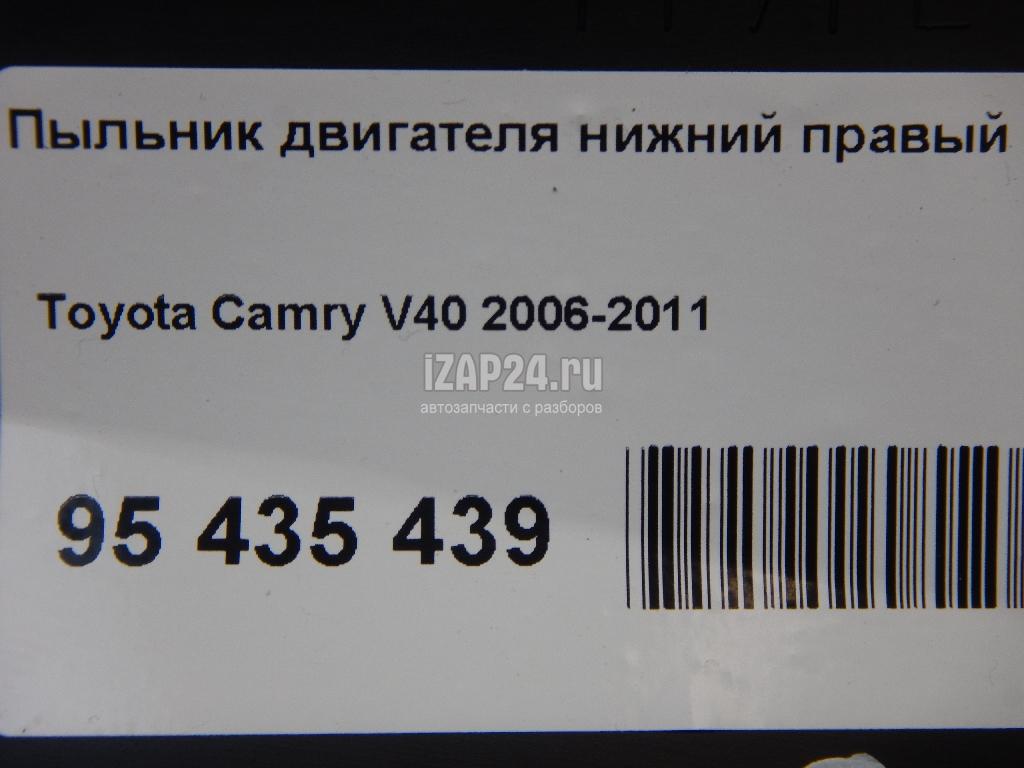 Пыльник двигателя нижний правый
Toyota Camry V40 2006-2011
iZAP24.ru
автозапчасти с разборов
95 435 439